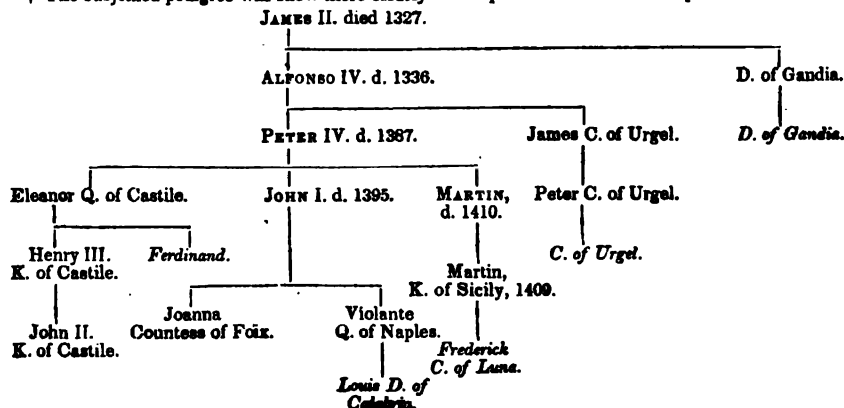 JAMES II. died 1327.
ALFONSO IV. d. 1336. D. of Gandia.
PETER IV. d. 1387. James C. of Urgel. D. of Gandia.
Eleanor Q. of Castile. JOHN I. d. 1395. MARTIN, Peter C. of Urgel.
d. 1410.
Henry III. Ferdinand. C. of Urgel.
K. of Castile. Martin,
K. of Sicily, 1409.
Joanna Violante
John II. Countess of Foix. Q. of Naples.
K. of Castile. Frederick
C. of Luna.
Louis D. of
Calabria.